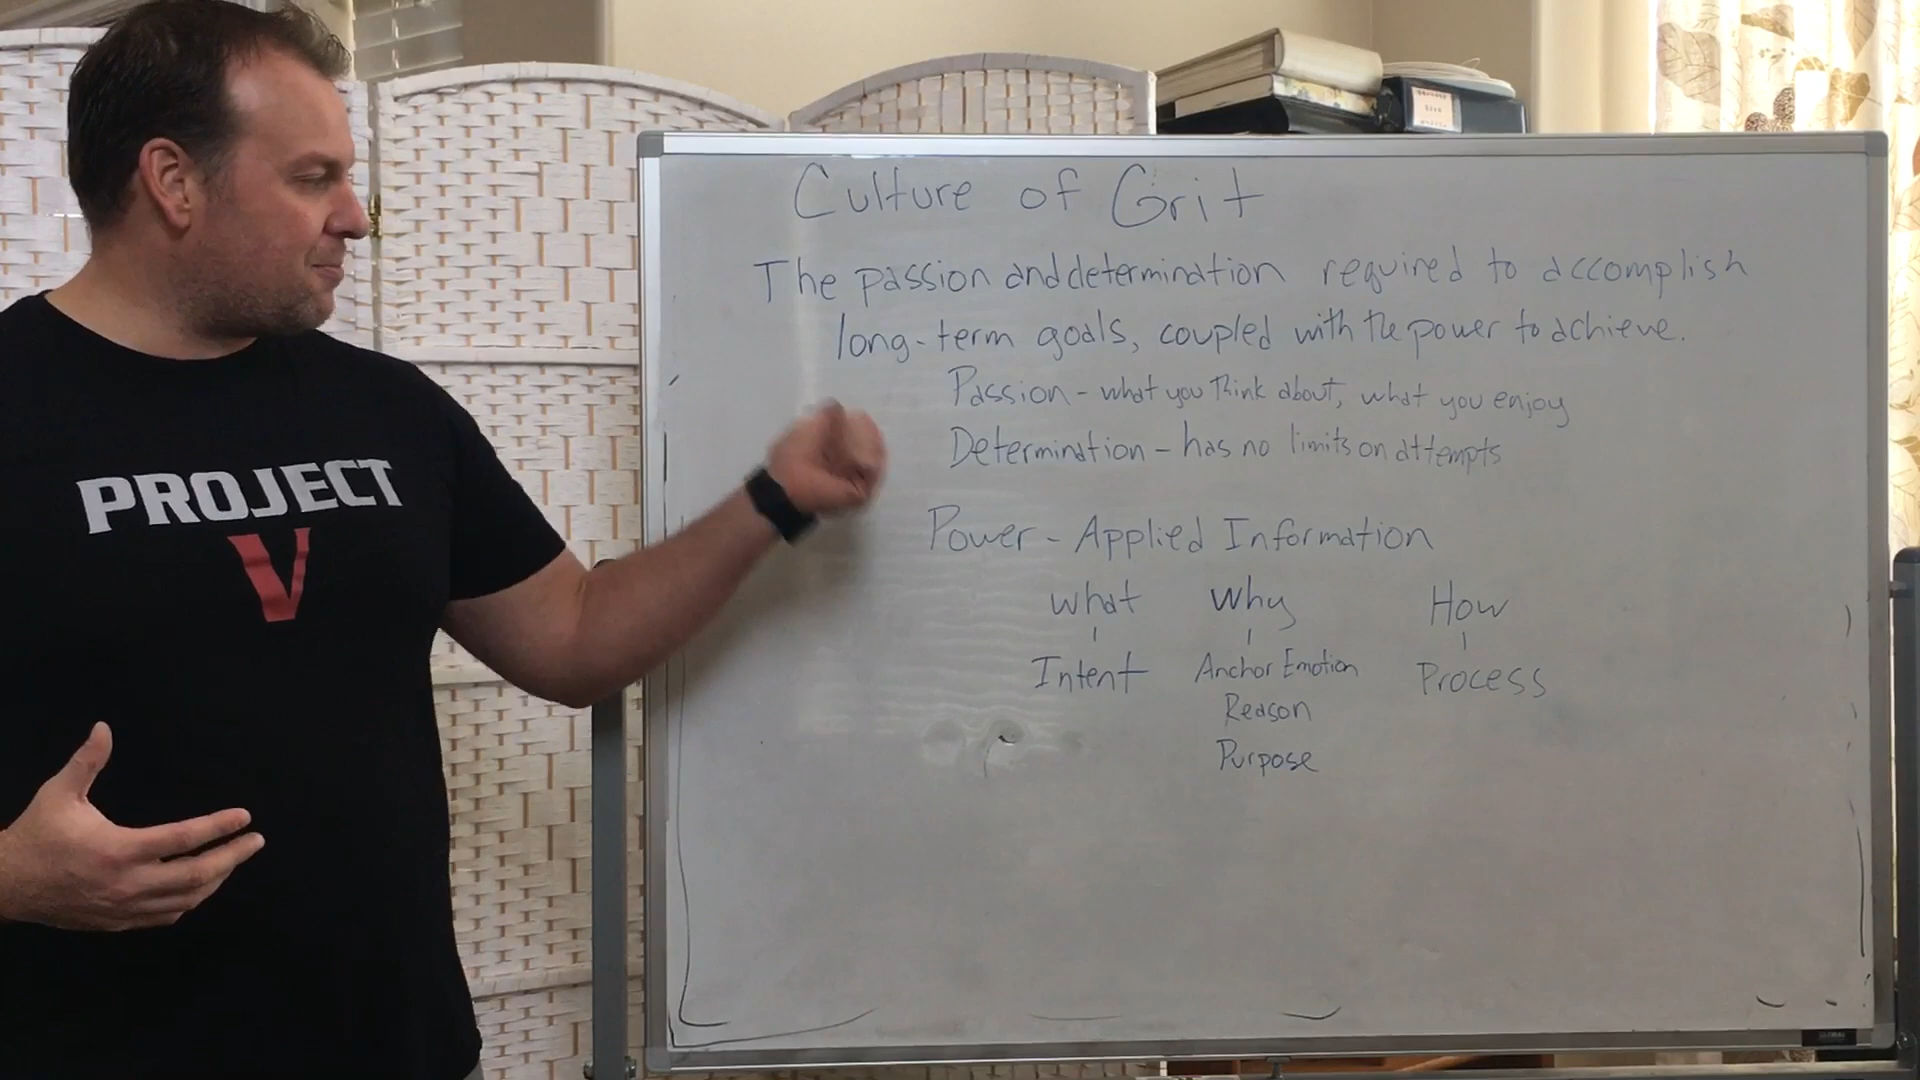 Culture of Grit
The passion and determination required to accomplish
long-term goals, coupled with the power to achieve.
Passion - what you think about, what you enjoy
Determination - has no limits on attempts
Power - Applied Information
What Why How
Intent Anchor Emotion Process
Reason
Purpose
PROJECT
V